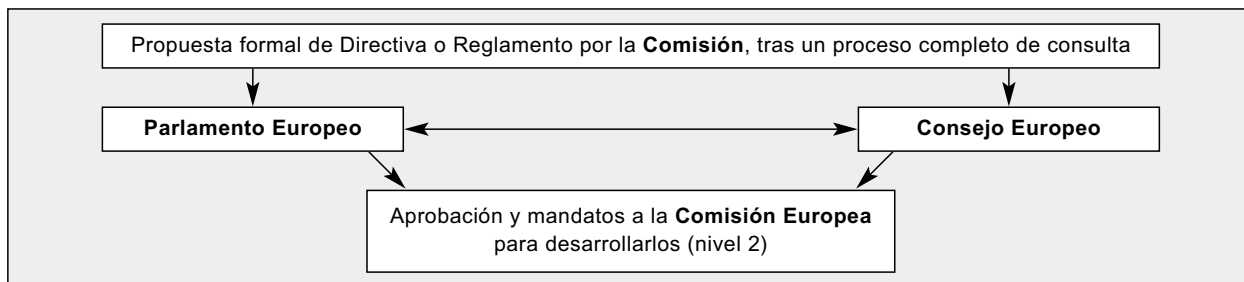 Propuesta formal de Directiva o Reglamento por la Comisión, tras un proceso completo de consulta
Parlamento Europeo
Consejo Europeo
Aprobación y mandatos a la Comisión Europea
para desarrollarlos (nivel 2)